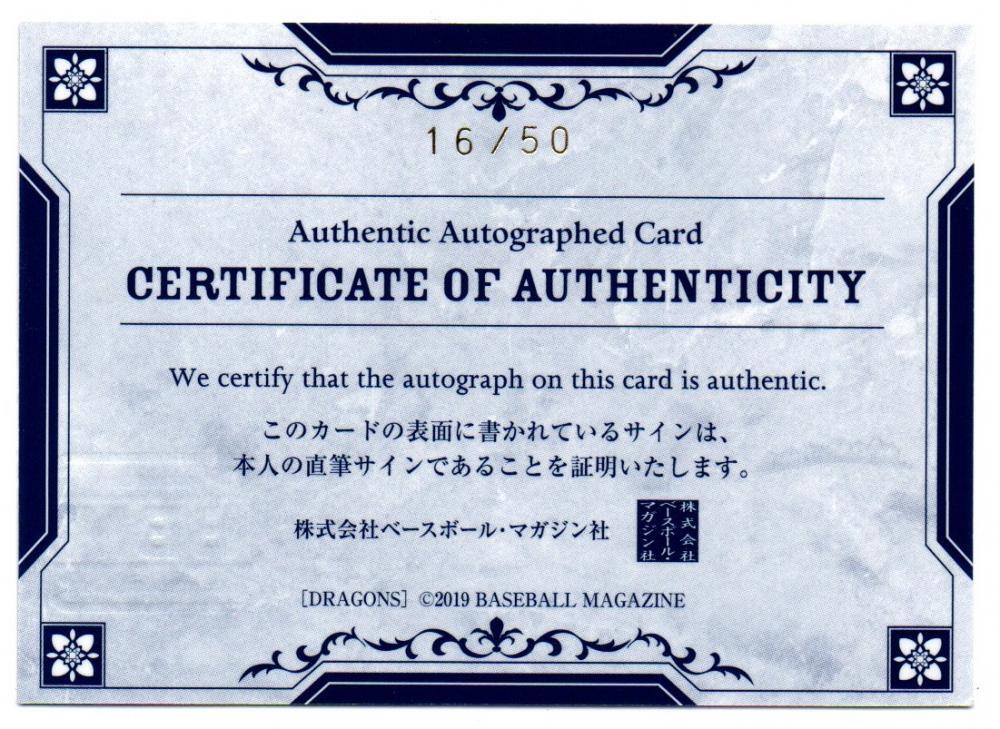 16/50
Authentic Autographed Card
CERTIFICATE OF AUTHENTICITY
We certify that the autograph on this card is authentic.
このカードの表面に書かれているサインは、
本人の直筆サインであることを証明いたします。
株式会社ベースボール・マガジン社
株式会社
ベースボール・
マガジン社
[DRAGONS] ©2019 BASEBALL MAGAZINE